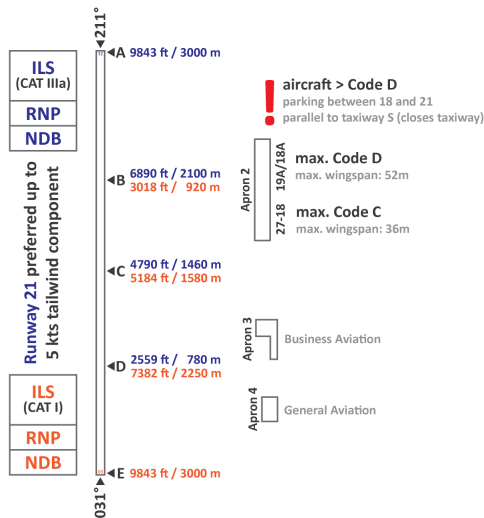 211°
ILS
(CAT IIIa)
RNP
NDB
Runway 21 preferred up to
5 kts tailwind component
ILS
(CAT I)
RNP
NDB
A 9843 ft / 3000 m
B 6890 ft / 2100 m
3018 ft / 920 m
C 4790 ft / 1460 m
5184 ft / 1580 m
D 2559 ft / 780 m
7382 ft / 2250 m
E 9843 ft / 3000 m
031°
! aircraft > Code D
parking between 18 and 21
parallel to taxiway S (closes taxiway)
Apron 2
19A/18A
max. Code D
max. wingspan: 52m
27-18
max. Code C
max. wingspan: 36m
Apron 3
Business Aviation
Apron 4
General Aviation